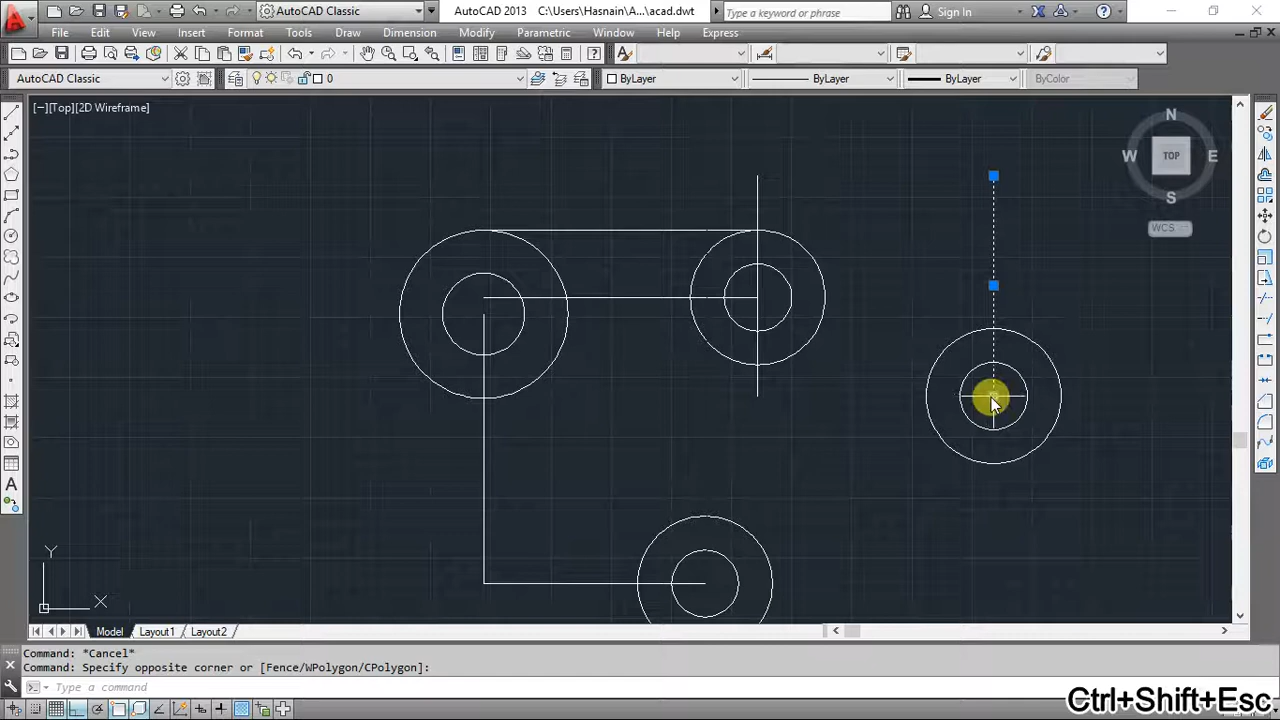 AutoCAD Classic
AutoCAD 2013 C:\Users\Hasnain\A...\acad.dwt
Type a keyword or phrase
Sign In
File Edit View Insert Format Tools Draw Dimension Modify Parametric Window Help Express
AutoCAD Classic
0
ByLayer
ByLayer
ByLayer
ByColor
[−][Top][2D Wireframe]
N
W TOP E
S
WCS
Y
X
Model Layout1 Layout2
Command: *Cancel*
Command: Specify opposite corner or [Fence/WPolygon/CPolygon]:
Type a command
Ctrl+Shift+Esc